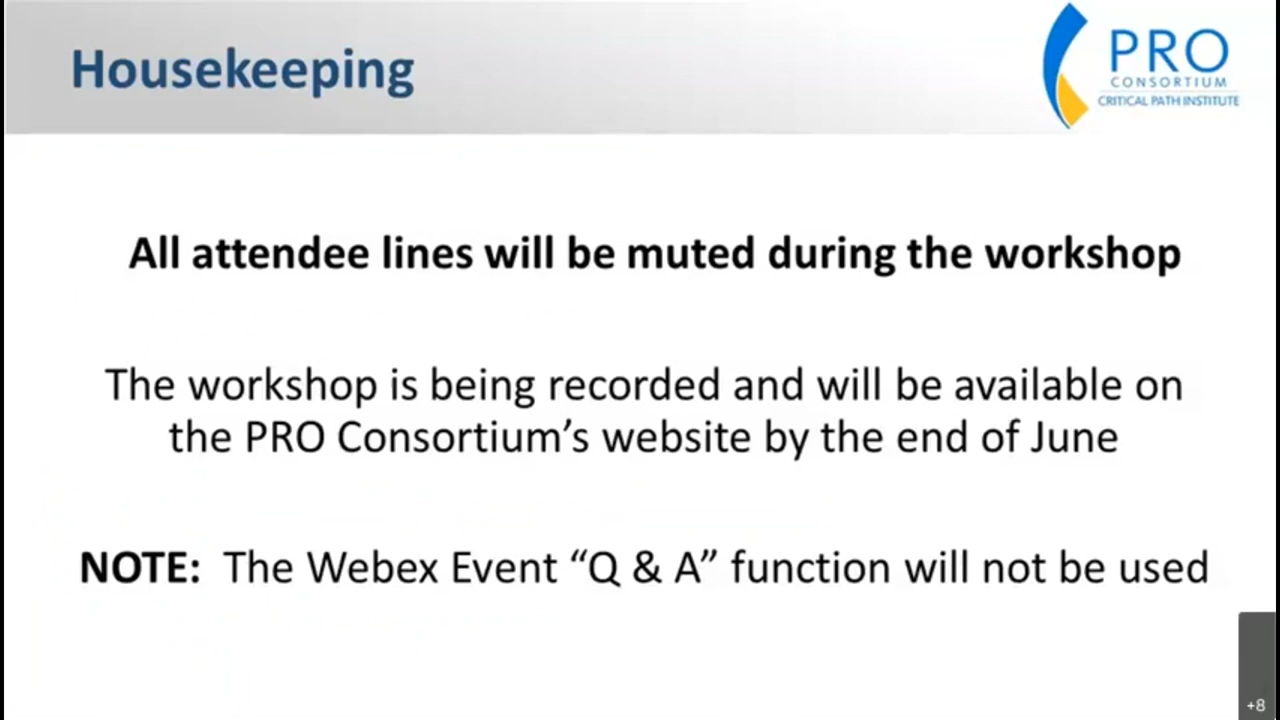 Housekeeping
PRO
CONSORTIUM
CRITICAL PATH INSTITUTE
All attendee lines will be muted during the workshop
The workshop is being recorded and will be available on
the PRO Consortium’s website by the end of June
NOTE:  The Webex Event “Q & A” function will not be used
+8